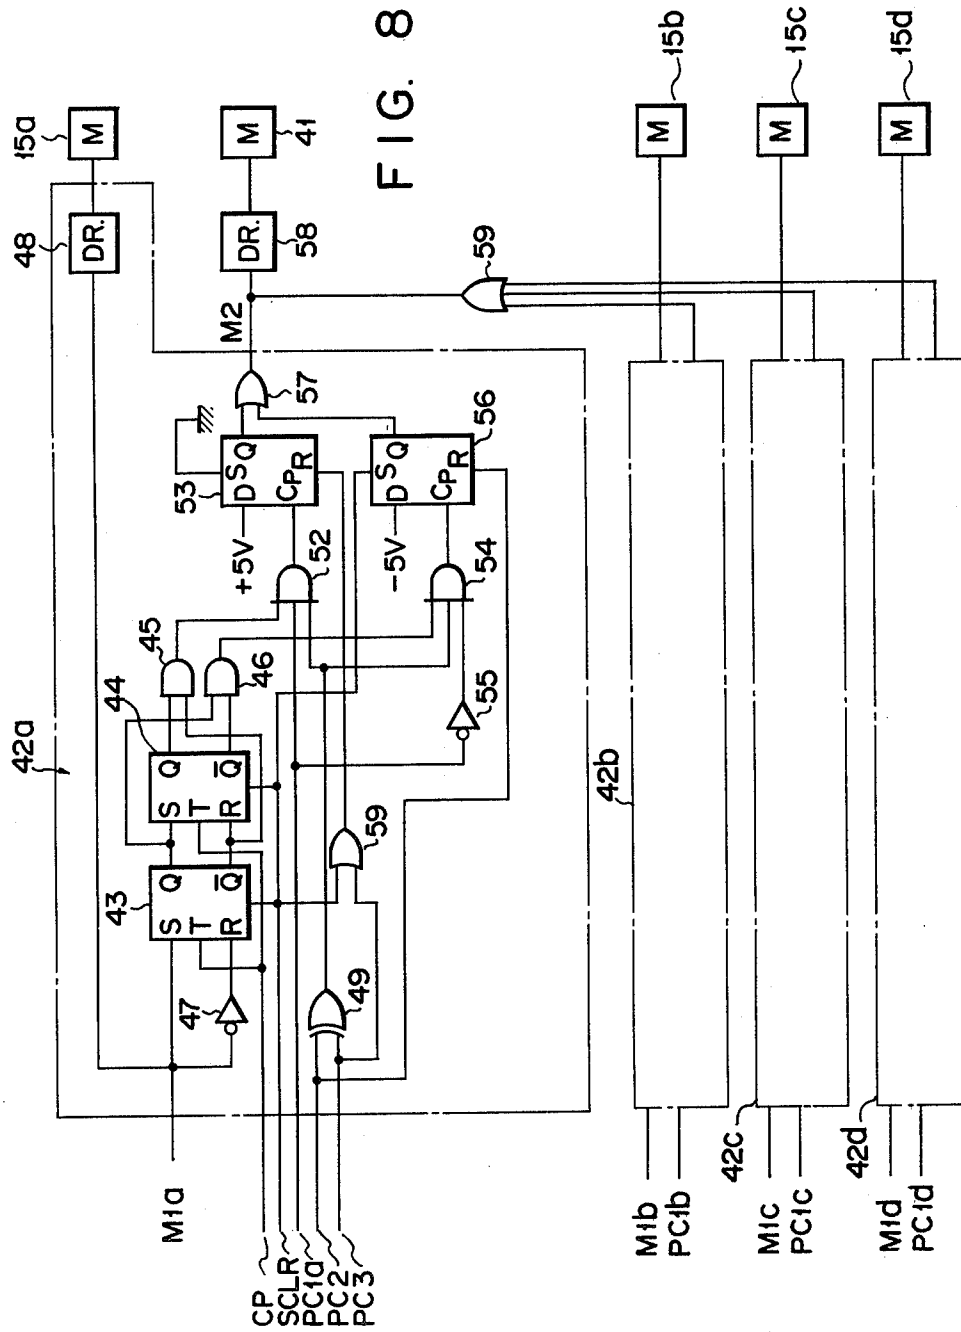 FIG. 8
42a
48
15a
DR.
M
M1a
47
43
S
T
R
Q
Q
44
S
T
R
Q
Q
45
46
+5V
53
D
S
Q
CP
R
52
57
M2
DR.
58
M
41
-5V
D
S
Q
CP
R
56
54
55
49
59
59
CP
SCLR
PC1a
PC2
PC3
M1b
PC1b
42b
M
15b
M1c
PC1c
42c
M
15c
M1d
PC1d
42d
M
15d